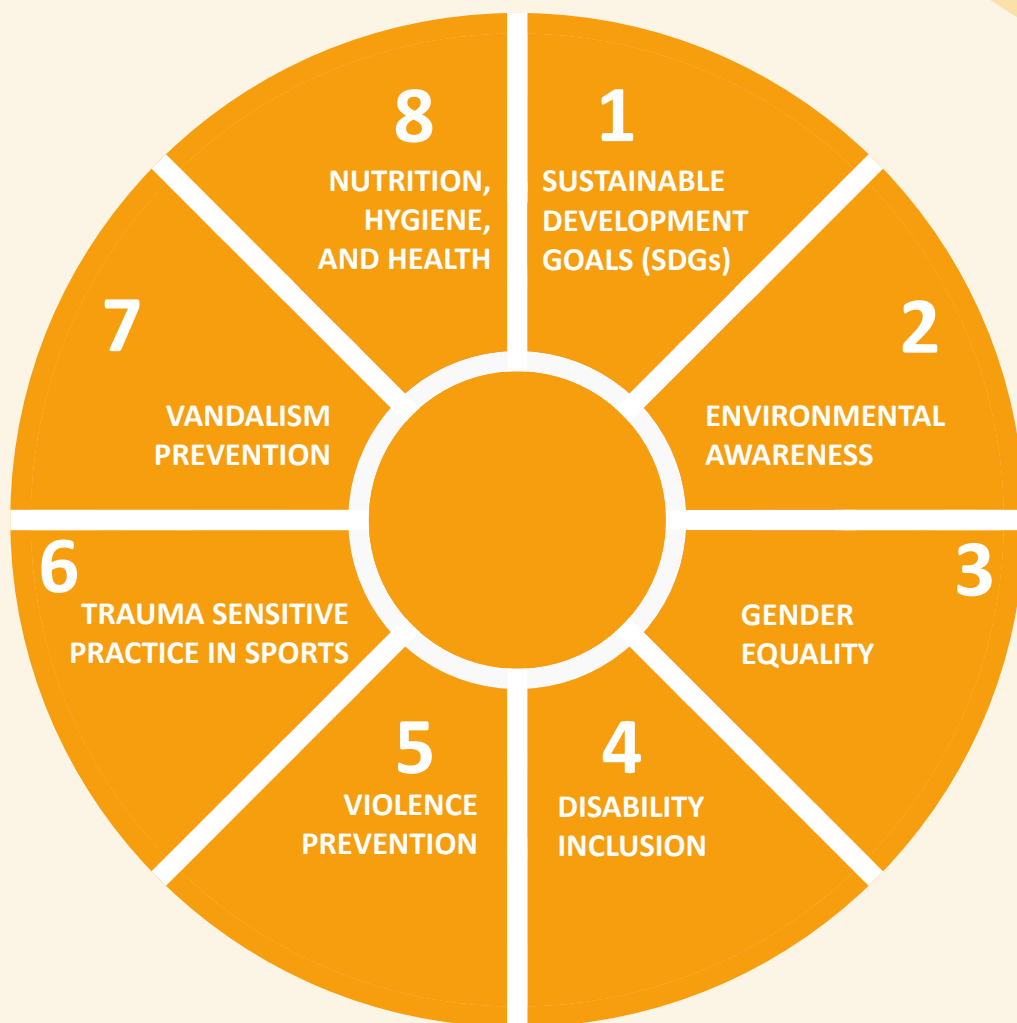 1
SUSTAINABLE
DEVELOPMENT
GOALS (SDGs)
2
ENVIRONMENTAL
AWARENESS
3
GENDER
EQUALITY
4
DISABILITY
INCLUSION
5
VIOLENCE
PREVENTION
6
TRAUMA SENSITIVE
PRACTICE IN SPORTS
7
VANDALISM
PREVENTION
8
NUTRITION,
HYGIENE,
AND HEALTH